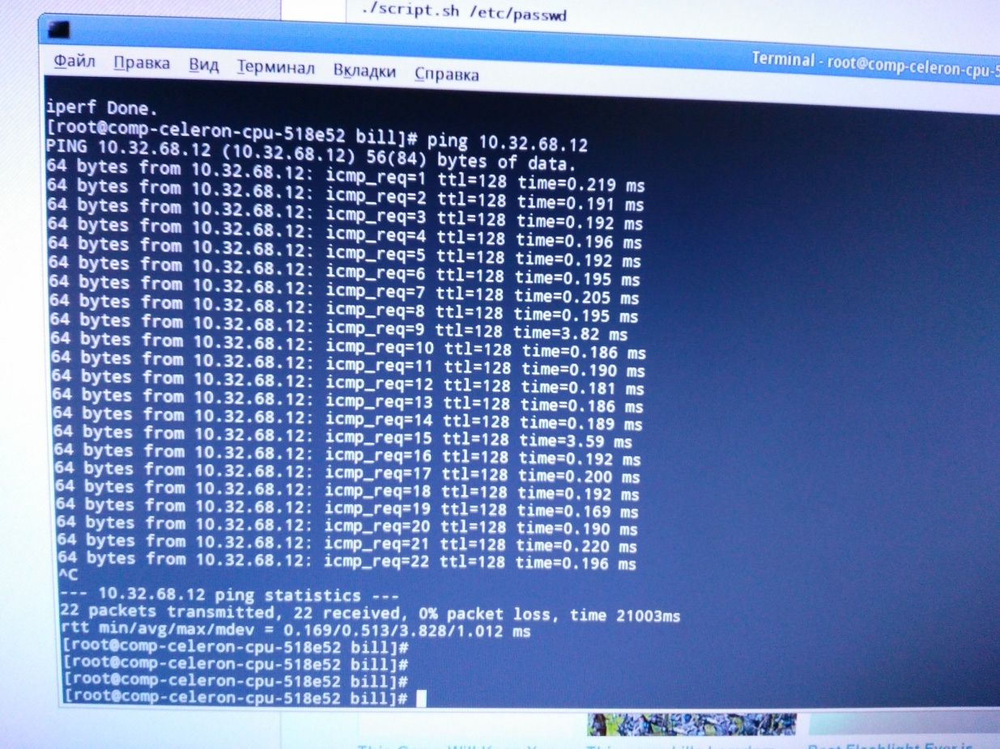 ./script.sh /etc/passwd
Terminal - root@comp-celeron-cpu-5
Файл Правка Вид Терминал Вкладки Справка
iperf Done.
[root@comp-celeron-cpu-518e52 bill]# ping 10.32.68.12
PING 10.32.68.12 (10.32.68.12) 56(84) bytes of data.
64 bytes from 10.32.68.12: icmp_req=1 ttl=128 time=0.219 ms
64 bytes from 10.32.68.12: icmp_req=2 ttl=128 time=0.191 ms
64 bytes from 10.32.68.12: icmp_req=3 ttl=128 time=0.192 ms
64 bytes from 10.32.68.12: icmp_req=4 ttl=128 time=0.196 ms
64 bytes from 10.32.68.12: icmp_req=5 ttl=128 time=0.192 ms
64 bytes from 10.32.68.12: icmp_req=6 ttl=128 time=0.195 ms
64 bytes from 10.32.68.12: icmp_req=7 ttl=128 time=0.205 ms
64 bytes from 10.32.68.12: icmp_req=8 ttl=128 time=0.195 ms
64 bytes from 10.32.68.12: icmp_req=9 ttl=128 time=3.82 ms
64 bytes from 10.32.68.12: icmp_req=10 ttl=128 time=0.186 ms
64 bytes from 10.32.68.12: icmp_req=11 ttl=128 time=0.190 ms
64 bytes from 10.32.68.12: icmp_req=12 ttl=128 time=0.181 ms
64 bytes from 10.32.68.12: icmp_req=13 ttl=128 time=0.186 ms
64 bytes from 10.32.68.12: icmp_req=14 ttl=128 time=0.189 ms
64 bytes from 10.32.68.12: icmp_req=15 ttl=128 time=3.59 ms
64 bytes from 10.32.68.12: icmp_req=16 ttl=128 time=0.192 ms
64 bytes from 10.32.68.12: icmp_req=17 ttl=128 time=0.200 ms
64 bytes from 10.32.68.12: icmp_req=18 ttl=128 time=0.192 ms
64 bytes from 10.32.68.12: icmp_req=19 ttl=128 time=0.169 ms
64 bytes from 10.32.68.12: icmp_req=20 ttl=128 time=0.190 ms
64 bytes from 10.32.68.12: icmp_req=21 ttl=128 time=0.220 ms
64 bytes from 10.32.68.12: icmp_req=22 ttl=128 time=0.196 ms
^C
--- 10.32.68.12 ping statistics ---
22 packets transmitted, 22 received, 0% packet loss, time 21003ms
rtt min/avg/max/mdev = 0.169/0.513/3.828/1.012 ms
[root@comp-celeron-cpu-518e52 bill]#
[root@comp-celeron-cpu-518e52 bill]#
[root@comp-celeron-cpu-518e52 bill]#
[root@comp-celeron-cpu-518e52 bill]#